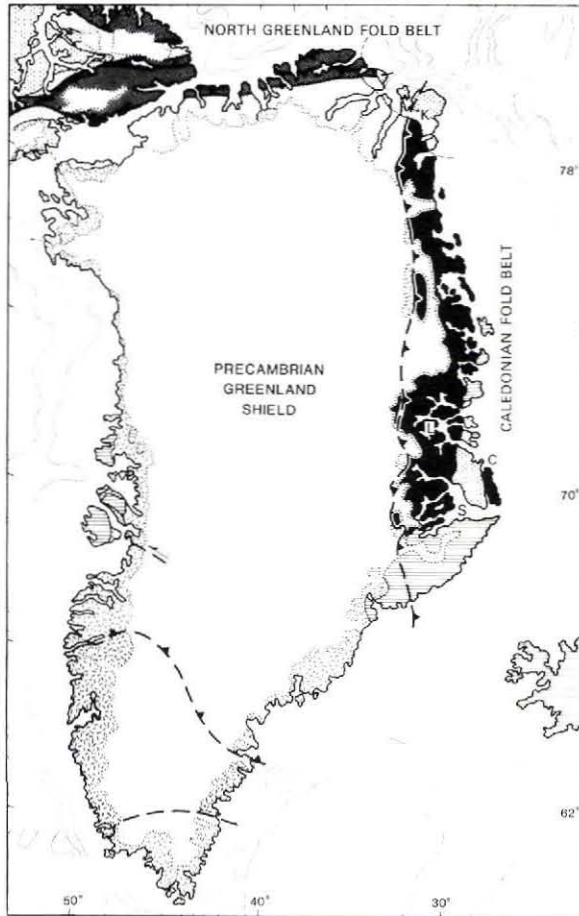 NORTH GREENLAND FOLD BELT
K
78°
CALEDONIAN FOLD BELT
PRECAMBRIAN
GREENLAND
SHIELD
C
70°
S
62°
50°
40°
30°